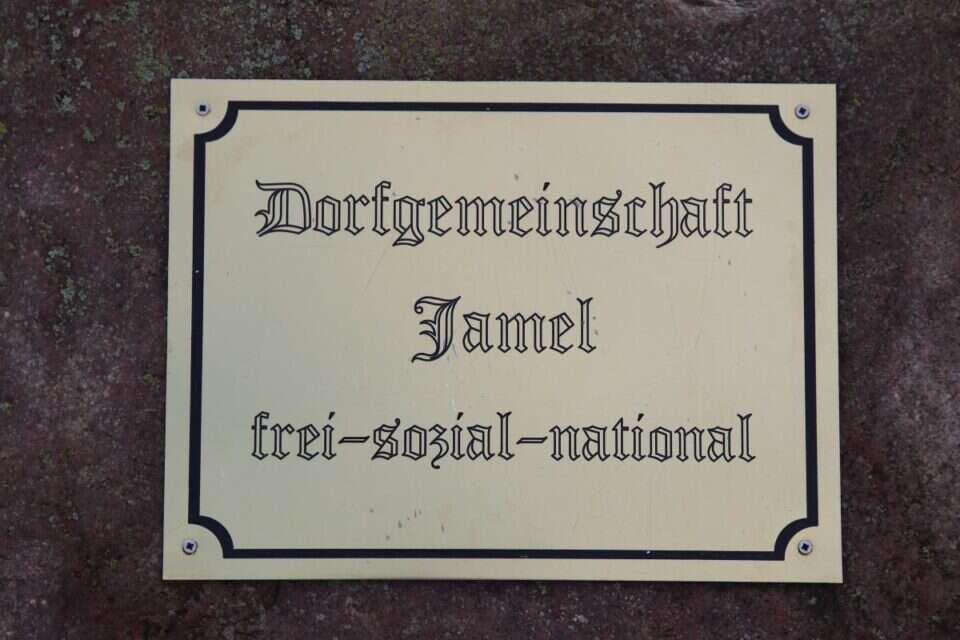 Dorfgemeinschaft
Jamel
frei-sozial-national